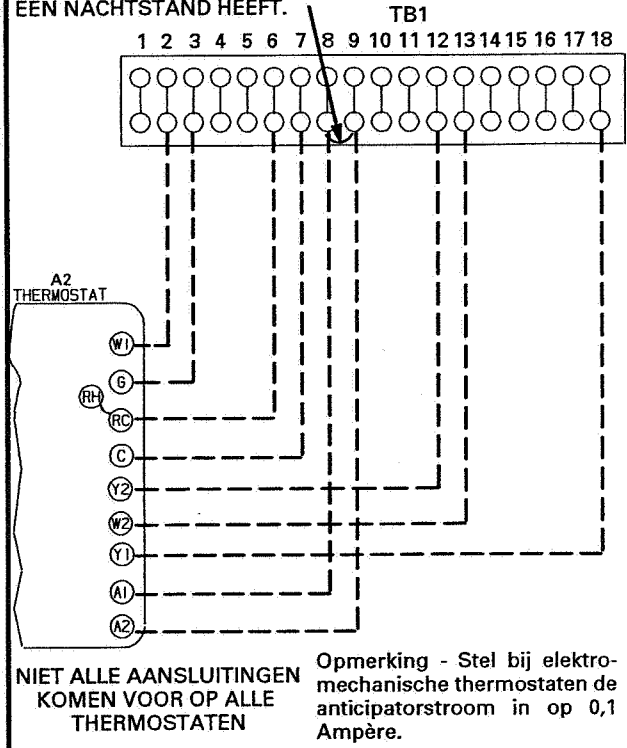 EEN NACHTSTAND HEEFT.
TB1
1 2 3 4 5 6 7 8 9 10 11 12 13 14 15 16 17 18
A2
THERMOSTAT
W1
G
RH
RC
C
Y2
W2
Y1
A1
A2
NIET ALLE AANSLUITINGEN
KOMEN VOOR OP ALLE
THERMOSTATEN
Opmerking - Stel bij elektro-
mechanische thermostaten de
anticipatorstroom in op 0,1
Ampère.